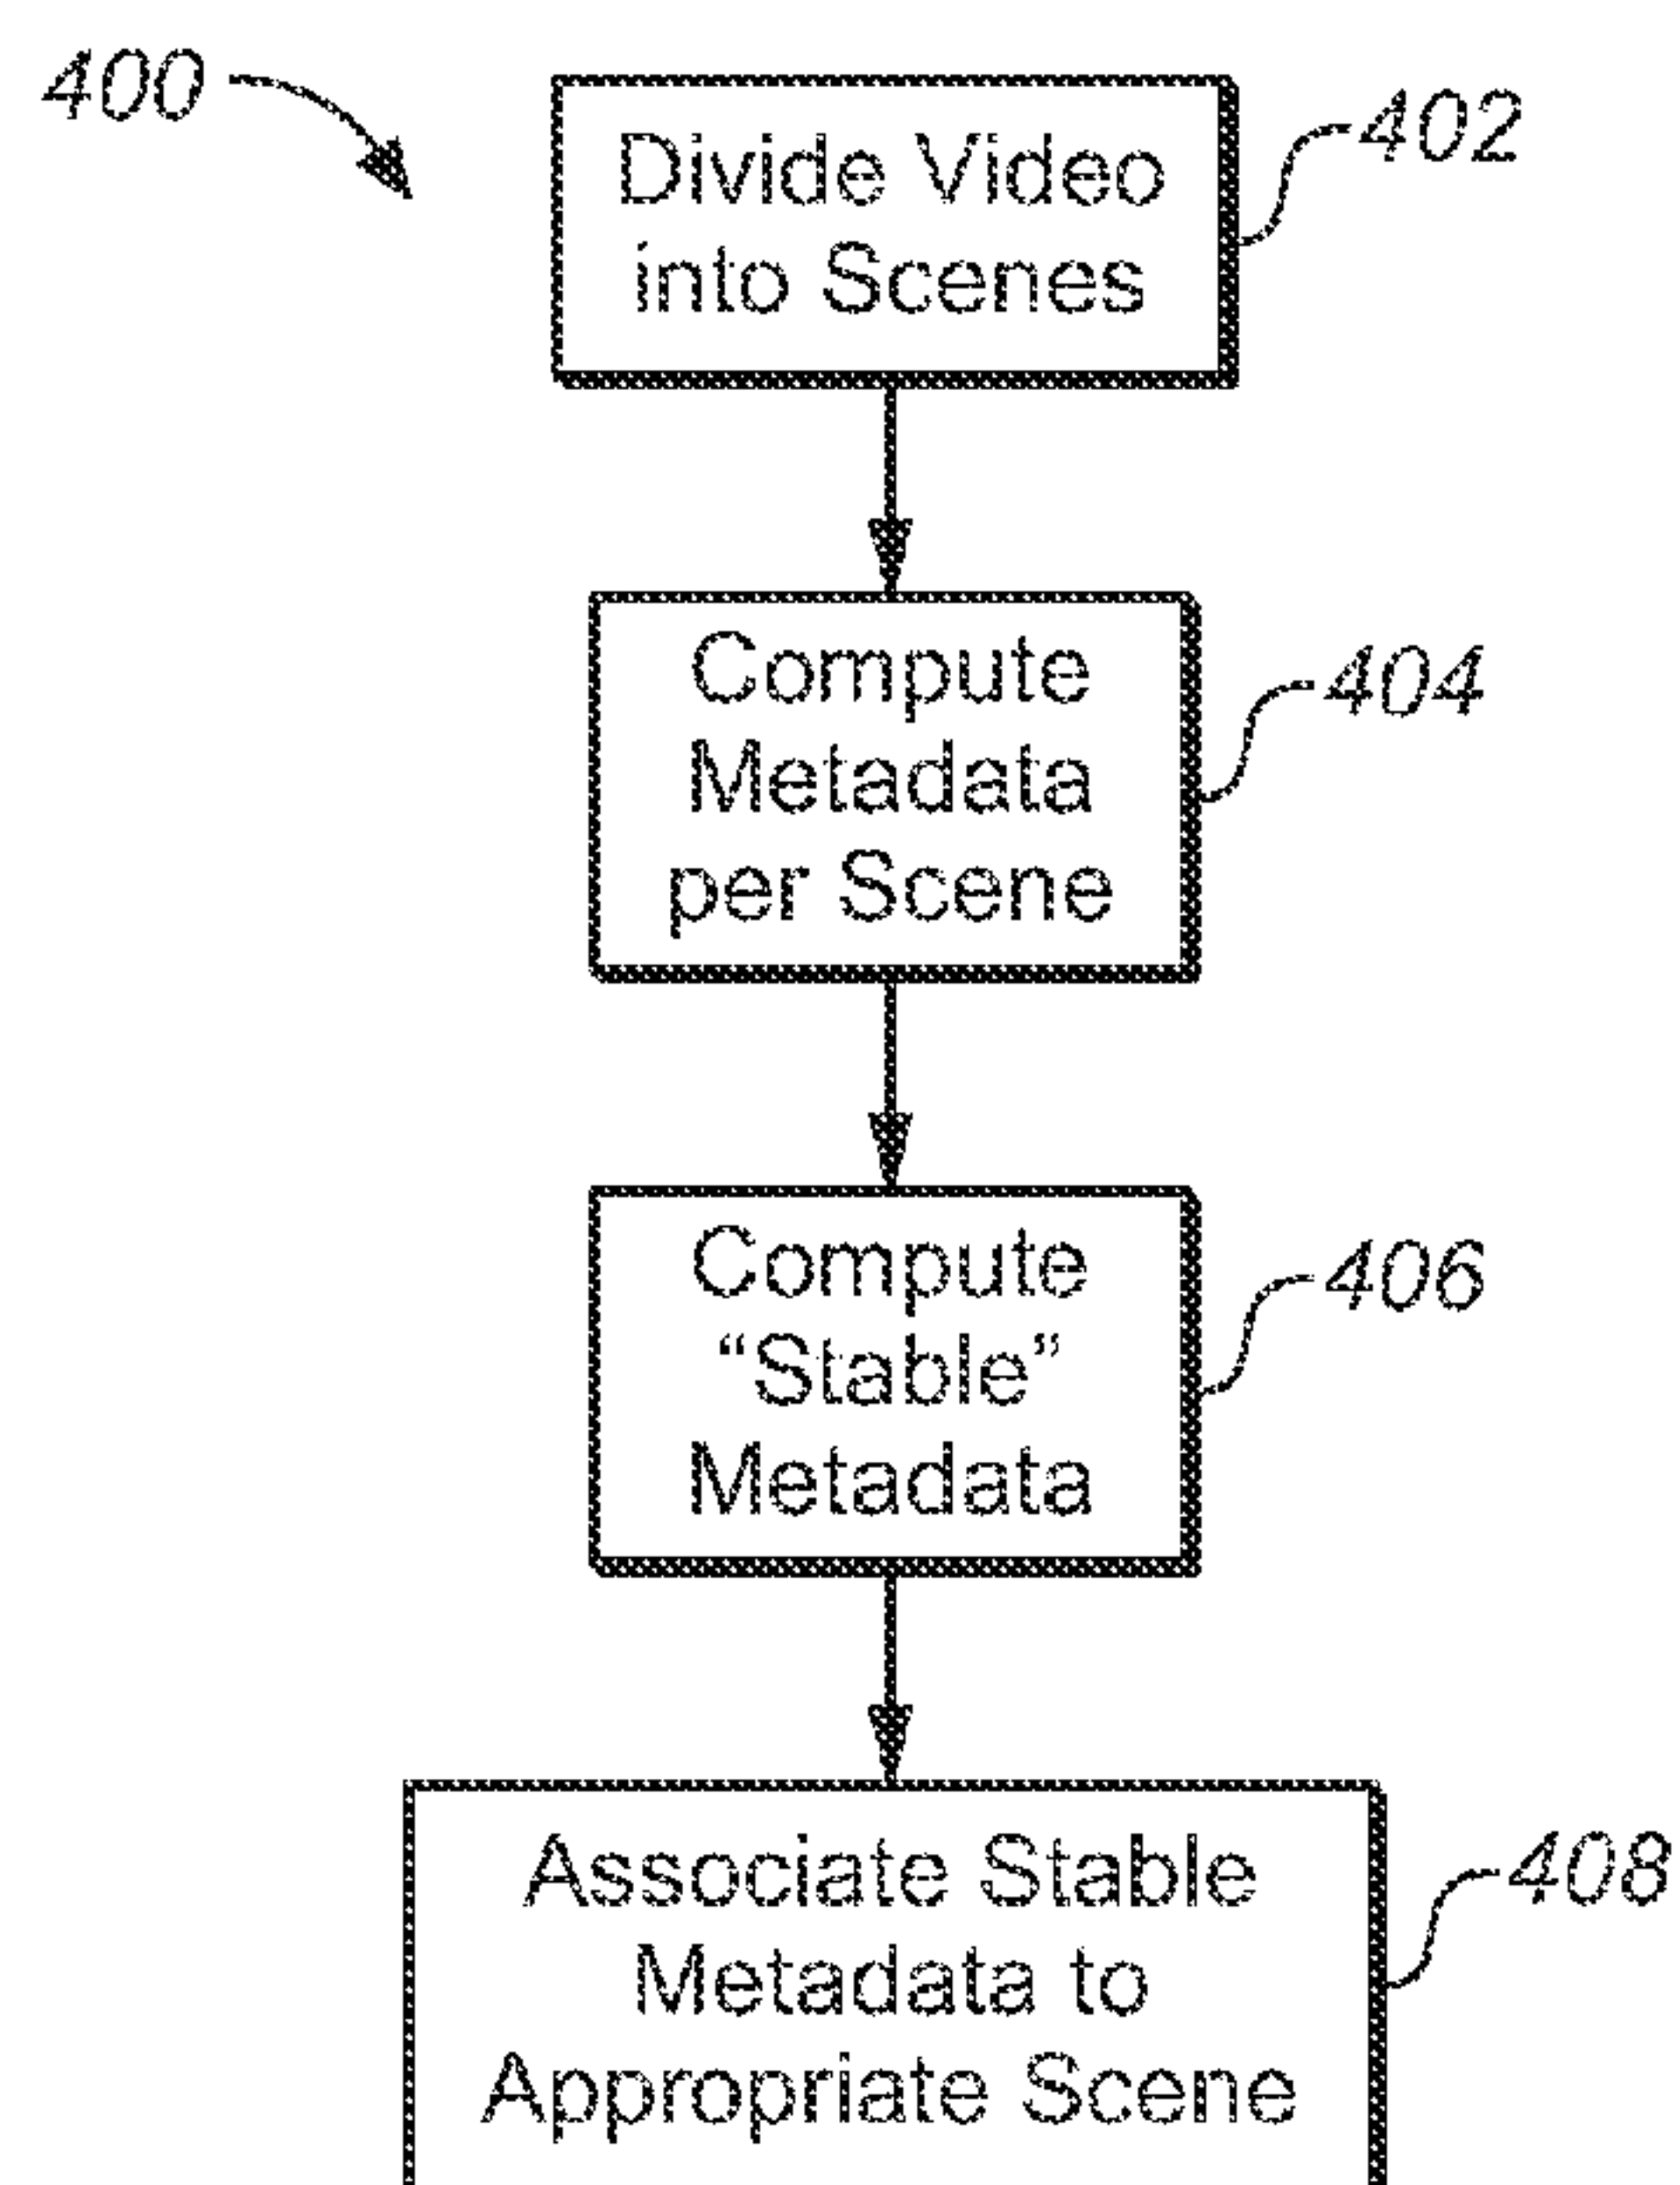 400
Divide Video
into Scenes
402
Compute
Metadata
per Scene
404
Compute
“Stable”
Metadata
406
Associate Stable
Metadata to
Appropriate Scene
408